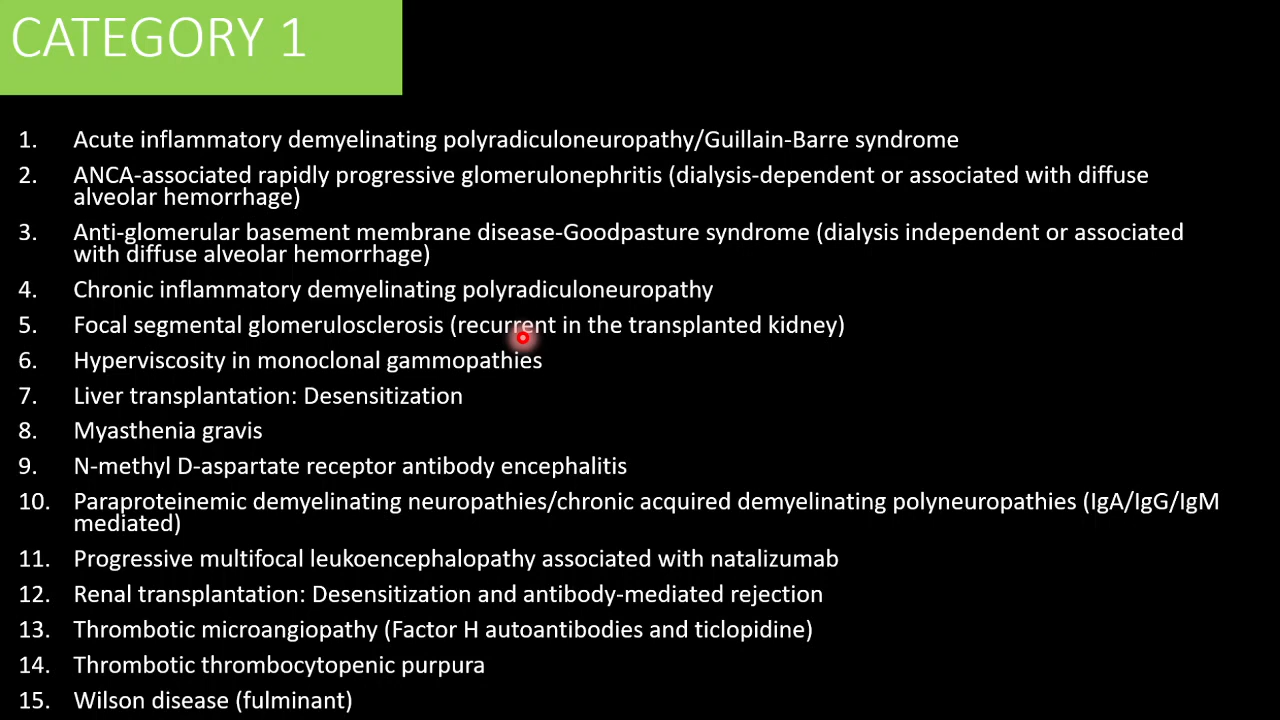 CATEGORY 1
1. Acute inflammatory demyelinating polyradiculoneuropathy/Guillain-Barre syndrome
2. ANCA-associated rapidly progressive glomerulonephritis (dialysis-dependent or associated with diffuse
alveolar hemorrhage)
3. Anti-glomerular basement membrane disease-Goodpasture syndrome (dialysis independent or associated
with diffuse alveolar hemorrhage)
4. Chronic inflammatory demyelinating polyradiculoneuropathy
5. Focal segmental glomerulosclerosis (recurrent in the transplanted kidney)
6. Hyperviscosity in monoclonal gammopathies
7. Liver transplantation: Desensitization
8. Myasthenia gravis
9. N-methyl D-aspartate receptor antibody encephalitis
10. Paraproteinemic demyelinating neuropathies/chronic acquired demyelinating polyneuropathies (IgA/IgG/IgM
mediated)
11. Progressive multifocal leukoencephalopathy associated with natalizumab
12. Renal transplantation: Desensitization and antibody-mediated rejection
13. Thrombotic microangiopathy (Factor H autoantibodies and ticlopidine)
14. Thrombotic thrombocytopenic purpura
15. Wilson disease (fulminant)